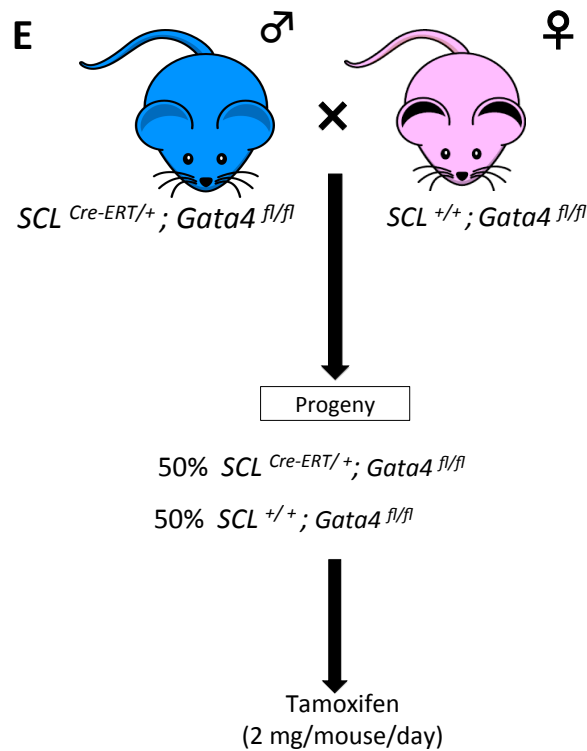 E ♂ ♀
×
SCL Cre-ERT/+ ; Gata4 fl/fl SCL +/+ ; Gata4 fl/fl
Progeny
50% SCL Cre-ERT/+; Gata4 fl/fl
50% SCL +/+ ; Gata4 fl/fl
Tamoxifen
(2 mg/mouse/day)